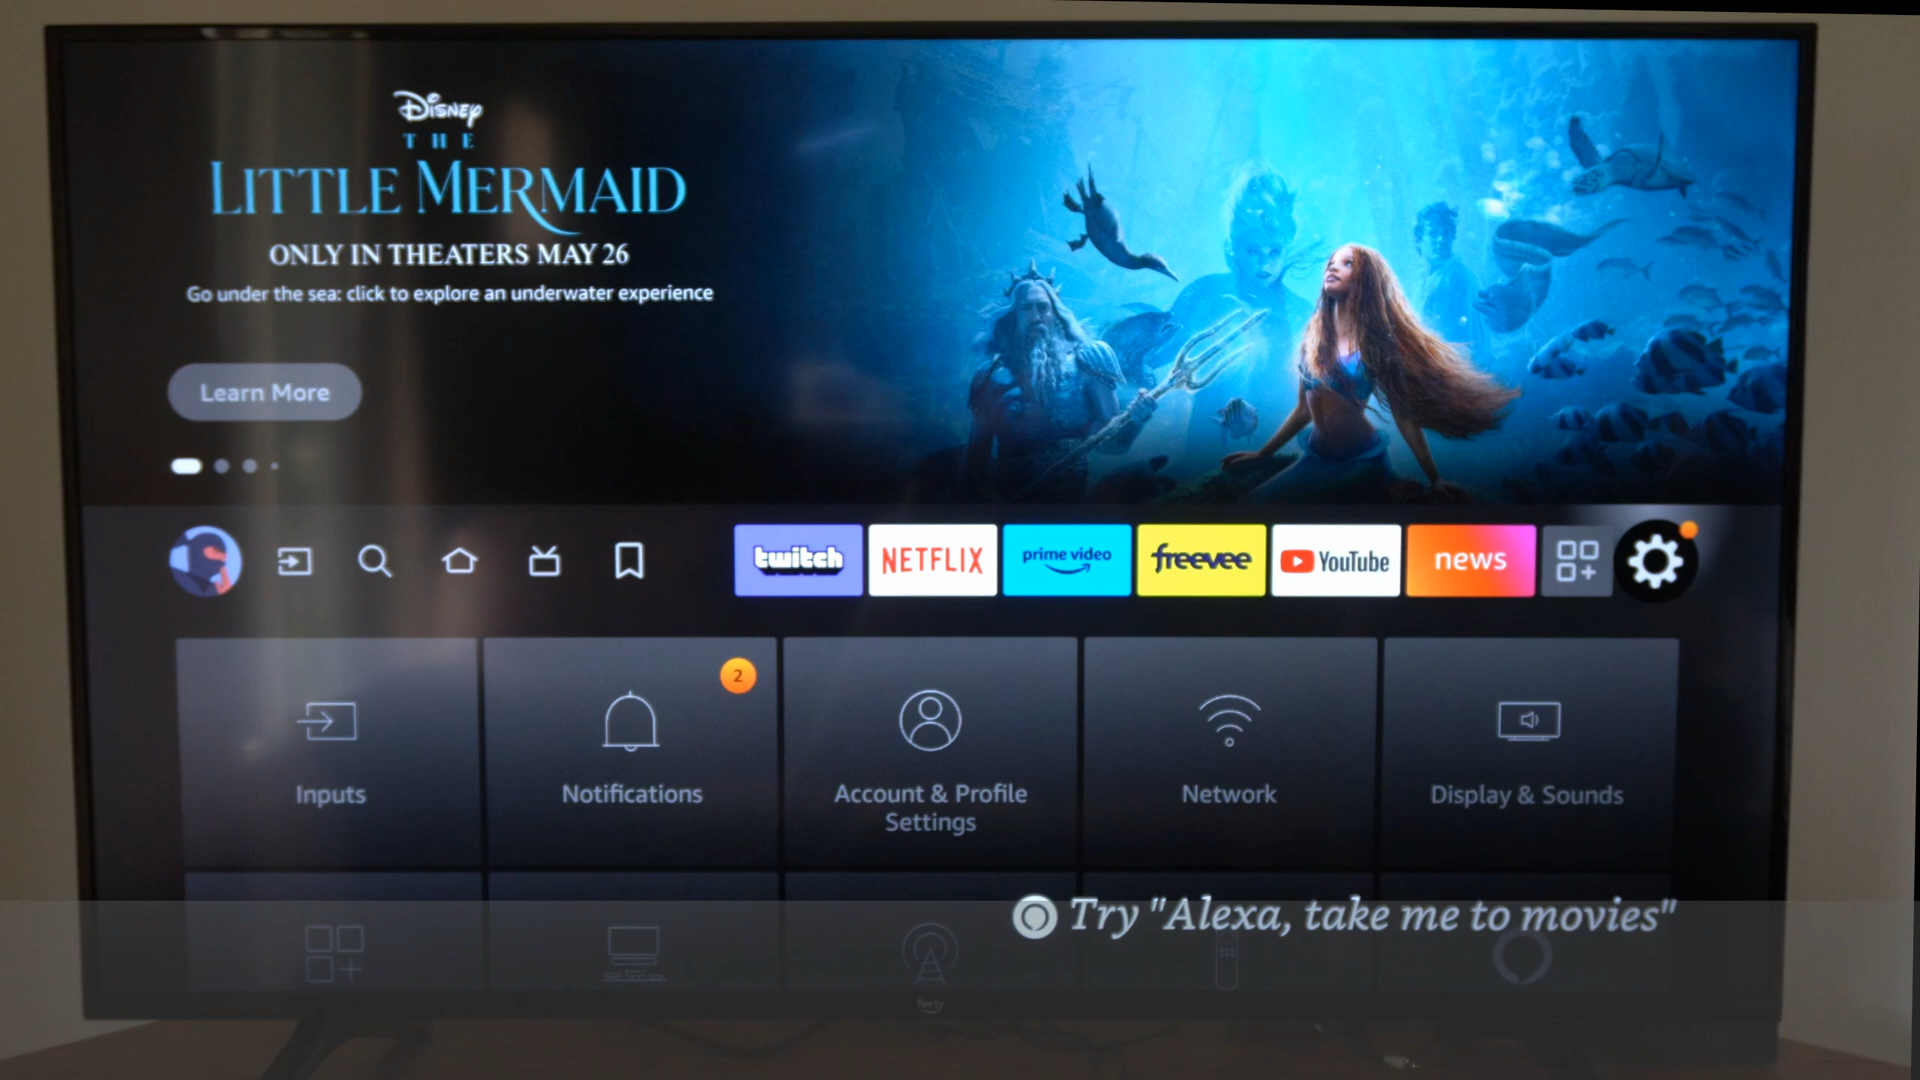 Disney
THE
LITTLE MERMAID
ONLY IN THEATERS MAY 26
Go under the sea: click to explore an underwater experience
Learn More
twitch
NETFLIX
prime video
freevee
YouTube
news
2
Inputs
Notifications
Account & Profile
Settings
Network
Display & Sounds
Try "Alexa, take me to movies"
firetv